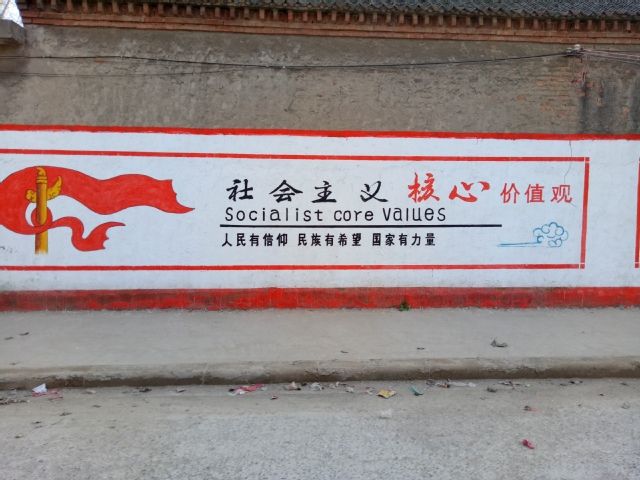 社会主义核心价值观
Socialist core values
人民有信仰 民族有希望 国家有力量